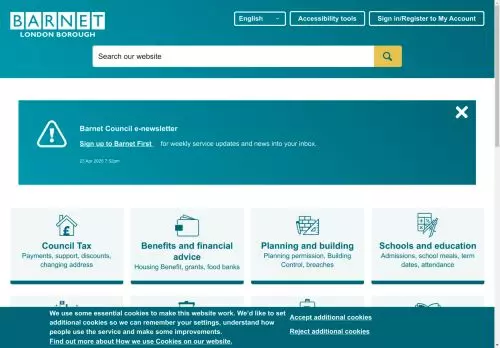 BARNET
LONDON BOROUGH
English
Accessibility tools
Sign in/Register to My Account
Search our website
Barnet Council e-newsletter
Sign up to Barnet First for weekly service updates and news into your inbox.
Council Tax
Payments, support, discounts,
changing address
Benefits and financial
advice
Housing Benefit, grants, food banks
Planning and building
Planning permission, Building
Control, breaches
Schools and education
Admissions, school meals, term
dates, attendance
We use some essential cookies to make this website work. We'd like to set
additional cookies so we can remember your settings, understand how
people use the service and make some improvements.
Find out more about How we use Cookies on our website.
Accept additional cookies
Reject additional cookies